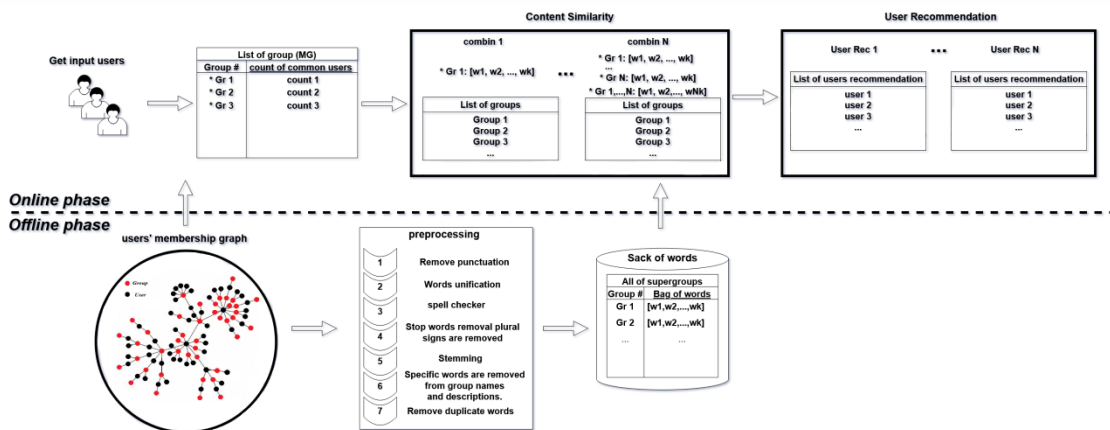 Content Similarity
User Recommendation
Get input users
List of group (MG)
Group # count of common users
* Gr 1 count 1
* Gr 2 count 2
* Gr 3 count 3
combin 1
* Gr 1: [w1, w2, ..., wk]
List of groups
Group 1
Group 2
Group 3
...
...
combin N
* Gr 1: [w1, w2, ..., wk]
...
* Gr N: [w1, w2, ..., wk]
* Gr 1,...,N: [w1, w2,..., wNk]
List of groups
Group 1
Group 2
Group 3
...
User Rec 1
List of users recommendation
user 1
user 2
user 3
...
...
User Rec N
List of users recommendation
user 1
user 2
user 3
...
Online phase
Offline phase
users' membership graph
Group
User
preprocessing
1 Remove punctuation
2 Words unification
3 spell checker
4 Stop words removal plural
signs are removed
5 Stemming
6 Specific words are removed
from group names
and descriptions.
7 Remove duplicate words
Sack of words
All of supergroups
Group # Bag of words
Gr 1 [w1,w2,...,wk]
Gr 2 [w1,w2,...,wk]
... ...